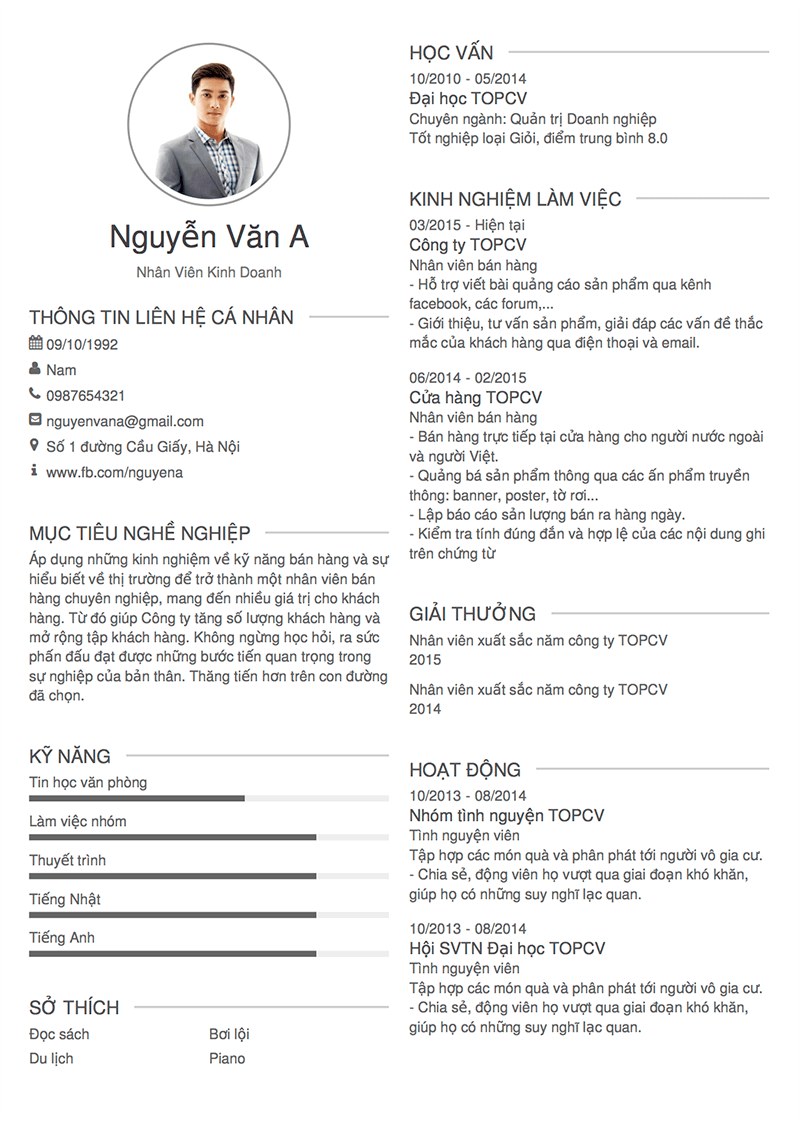 Nguyễn Văn A
Nhân Viên Kinh Doanh
THÔNG TIN LIÊN HỆ CÁ NHÂN
09/10/1992
Nam
0987654321
nguyenvana@gmail.com
Số 1 đường Cầu Giấy, Hà Nội
www.fb.com/nguyena
MỤC TIÊU NGHỀ NGHIỆP
Áp dụng những kinh nghiệm về kỹ năng bán hàng và sự
hiểu biết về thị trường để trở thành một nhân viên bán
hàng chuyên nghiệp, mang đến nhiều giá trị cho khách
hàng. Từ đó giúp Công ty tăng số lượng khách hàng và
mở rộng tập khách hàng. Không ngừng học hỏi, ra sức
phấn đấu đạt được những bước tiến quan trọng trong
sự nghiệp của bản thân. Thăng tiến hơn trên con đường
đã chọn.
KỸ NĂNG
Tin học văn phòng
Làm việc nhóm
Thuyết trình
Tiếng Nhật
Tiếng Anh
SỞ THÍCH
Đọc sách
Bơi lội
Du lịch
Piano
HỌC VẤN
10/2010 - 05/2014
Đại học TOPCV
Chuyên ngành: Quản trị Doanh nghiệp
Tốt nghiệp loại Giỏi, điểm trung bình 8.0
KINH NGHIỆM LÀM VIỆC
03/2015 - Hiện tại
Công ty TOPCV
Nhân viên bán hàng
- Hỗ trợ viết bài quảng cáo sản phẩm qua kênh
facebook, các forum,...
- Giới thiệu, tư vấn sản phẩm, giải đáp các vấn đề thắc
mắc của khách hàng qua điện thoại và email.
06/2014 - 02/2015
Cửa hàng TOPCV
Nhân viên bán hàng
- Bán hàng trực tiếp tại cửa hàng cho người nước ngoài
và người Việt.
- Quảng bá sản phẩm thông qua các ấn phẩm truyền
thông: banner, poster, tờ rơi...
- Lập báo cáo sản lượng bán ra hàng ngày.
- Kiểm tra tính đúng đắn và hợp lệ của các nội dung ghi
trên chứng từ
GIẢI THƯỞNG
Nhân viên xuất sắc năm công ty TOPCV
2015
Nhân viên xuất sắc năm công ty TOPCV
2014
HOẠT ĐỘNG
10/2013 - 08/2014
Nhóm tình nguyện TOPCV
Tình nguyện viên
Tập hợp các món quà và phân phát tới người vô gia cư.
- Chia sẻ, động viên họ vượt qua giai đoạn khó khăn,
giúp họ có những suy nghĩ lạc quan.
10/2013 - 08/2014
Hội SVTN Đại học TOPCV
Tình nguyện viên
Tập hợp các món quà và phân phát tới người vô gia cư.
- Chia sẻ, động viên họ vượt qua giai đoạn khó khăn,
giúp họ có những suy nghĩ lạc quan.